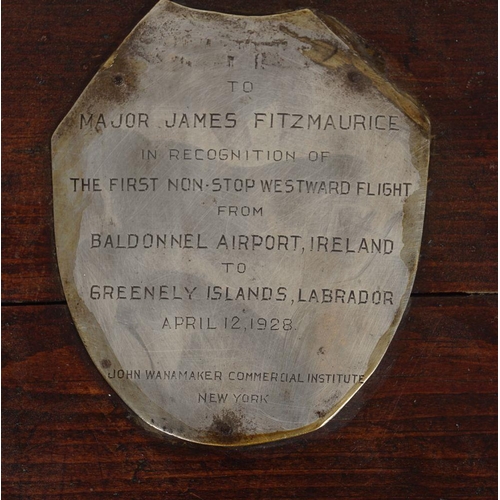 TO
MAJOR JAMES FITZMAURICE
IN RECOGNITION OF
THE FIRST NON-STOP WESTWARD FLIGHT
FROM
BALDONNEL AIRPORT, IRELAND
TO
GREENELY ISLANDS, LABRADOR
APRIL 12, 1928.
JOHN WANAMAKER COMMERCIAL INSTITUTE
NEW YORK